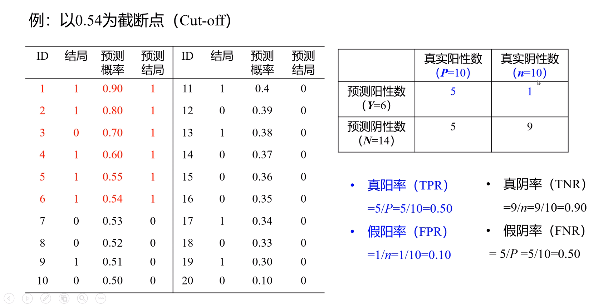 例：以0.54为截断点（Cut-off）
ID 结局 预测概率 预测结局 ID 结局 预测概率 预测结局
1 1 0.90 1 11 1 0.4 0
2 1 0.80 1 12 0 0.39 0
3 0 0.70 1 13 1 0.38 0
4 1 0.60 1 14 0 0.37 0
5 1 0.55 1 15 0 0.36 0
6 1 0.54 1 16 0 0.35 0
7 0 0.53 0 17 1 0.34 0
8 0 0.52 0 18 0 0.33 0
9 1 0.51 0 19 1 0.30 0
10 0 0.50 0 20 0 0.10 0
真实阳性数（P=10） 真实阴性数（n=10）
预测阳性数（Y=6） 5 1
预测阴性数（N=14） 5 9
• 真阳率（TPR）
=5/P=5/10=0.50
• 假阳率（FPR）
=1/n=1/10=0.10
• 真阴率（TNR）
=9/n=9/10=0.90
• 假阴率（FNR）
= 5/P =5/10=0.50